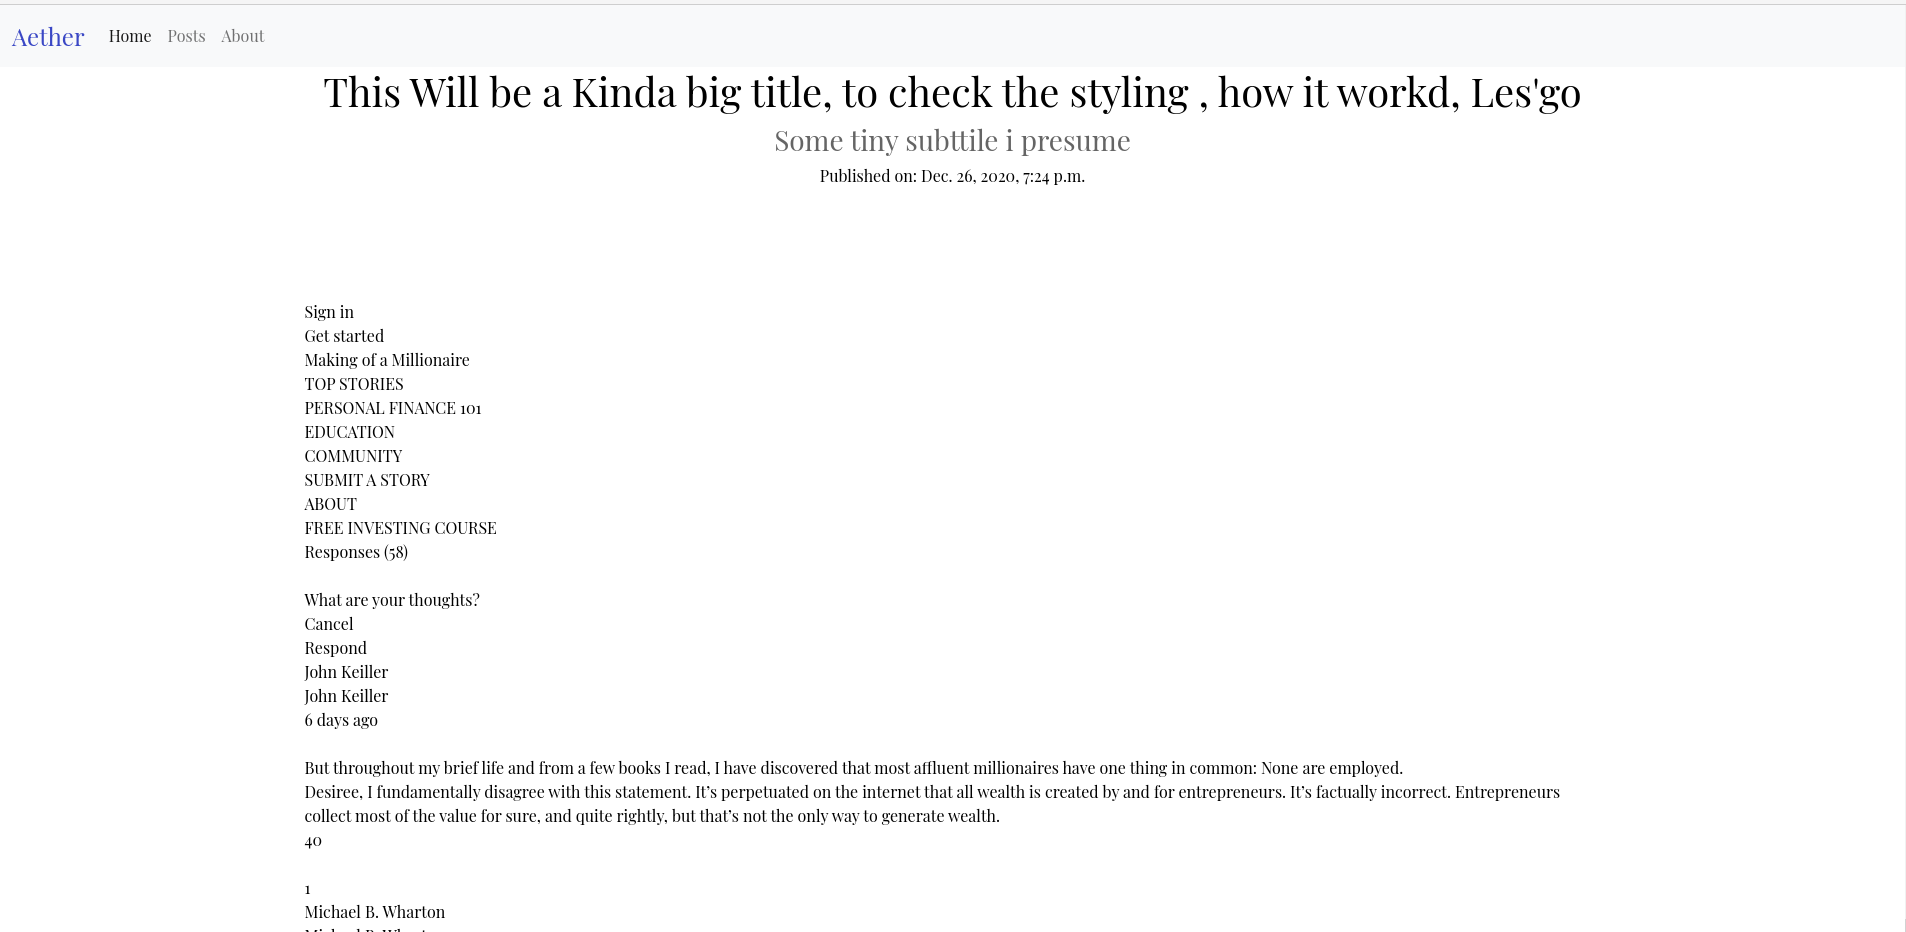 Aether Home Posts About
This Will be a Kinda big title, to check the styling , how it workd, Les'go
Some tiny subttile i presume
Published on: Dec. 26, 2020, 7:24 p.m.
Sign in
Get started
Making of a Millionaire
TOP STORIES
PERSONAL FINANCE 101
EDUCATION
COMMUNITY
SUBMIT A STORY
ABOUT
FREE INVESTING COURSE
Responses (58)
What are your thoughts?
Cancel
Respond
John Keiller
John Keiller
6 days ago
But throughout my brief life and from a few books I read, I have discovered that most affluent millionaires have one thing in common: None are employed.
Desiree, I fundamentally disagree with this statement. It’s perpetuated on the internet that all wealth is created by and for entrepreneurs. It’s factually incorrect. Entrepreneurs
collect most of the value for sure, and quite rightly, but that’s not the only way to generate wealth.
40
1
Michael B. Wharton